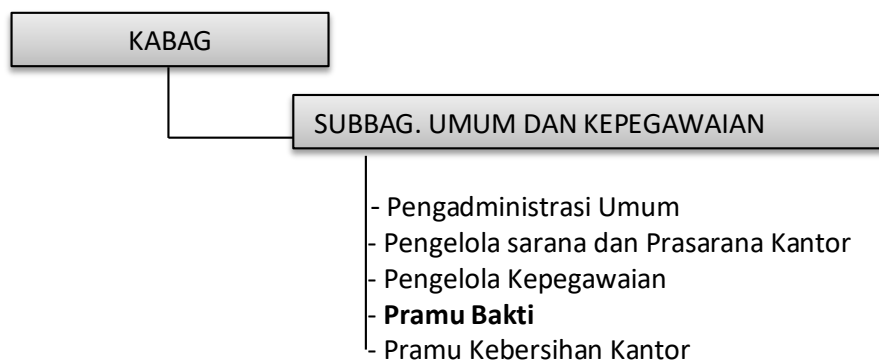 KABAG
SUBBAG. UMUM DAN KEPEGAWAIAN
- Pengadministrasi Umum
- Pengelola sarana dan Prasarana Kantor
- Pengelola Kepegawaian
- Pramu Bakti
- Pramu Kebersihan Kantor